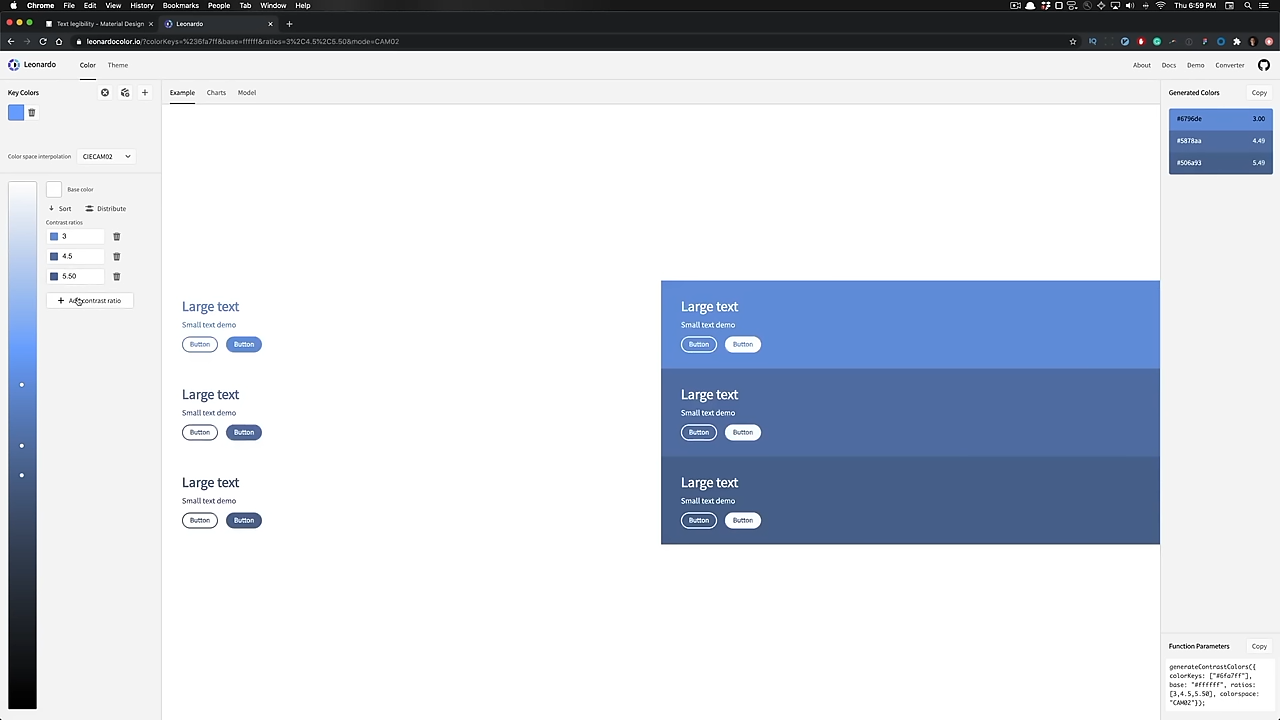 Chrome File Edit View History Bookmarks People Tab Window Help Thu 6:59 PM
Text legibility - Material Design Leonardo
leonardocolor.io/?colorKeys=%236fa7ff&base=ffffff&ratios=3%2C4.5%2C5.50&mode=CAM02
Leonardo Color Theme About Docs Demo Converter
Key Colors Example Charts Model Generated Colors Copy
#6796de 3.00
#5878aa 4.49
#506a93 5.49
Color space interpolation CIECAM02
Base color
Sort Distribute
Contrast ratios
3
4.5
5.50
Add contrast ratio
Large text Large text
Small text demo Small text demo
Button Button Button Button
Large text Large text
Small text demo Small text demo
Button Button Button Button
Large text Large text
Small text demo Small text demo
Button Button Button Button
Function Parameters Copy
generateContrastColors({
colorKeys: ["#6fa7ff"],
base: "#ffffff", ratios:
[3,4.5,5.50], colorspace:
"CAM02"});